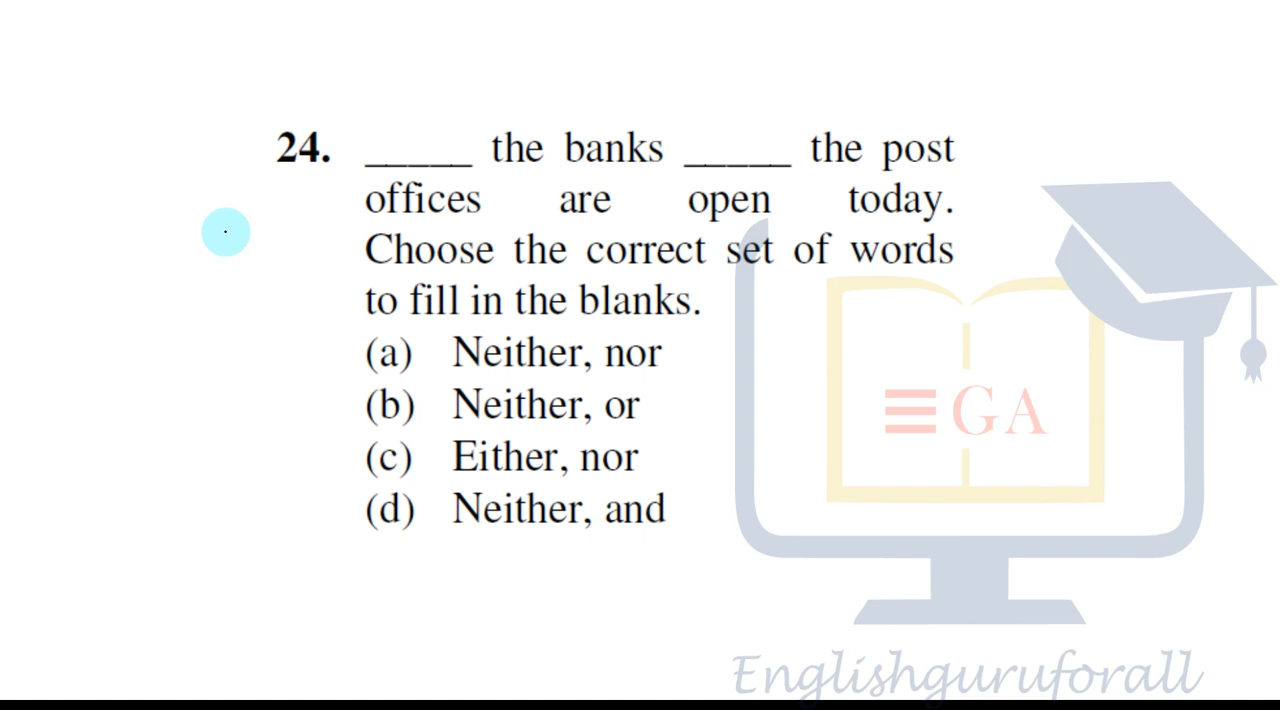 24. _____ the banks _____ the post
offices are open today.
Choose the correct set of words
to fill in the blanks.
(a) Neither, nor
(b) Neither, or
(c) Either, nor
(d) Neither, and
GA
Englishguruforall